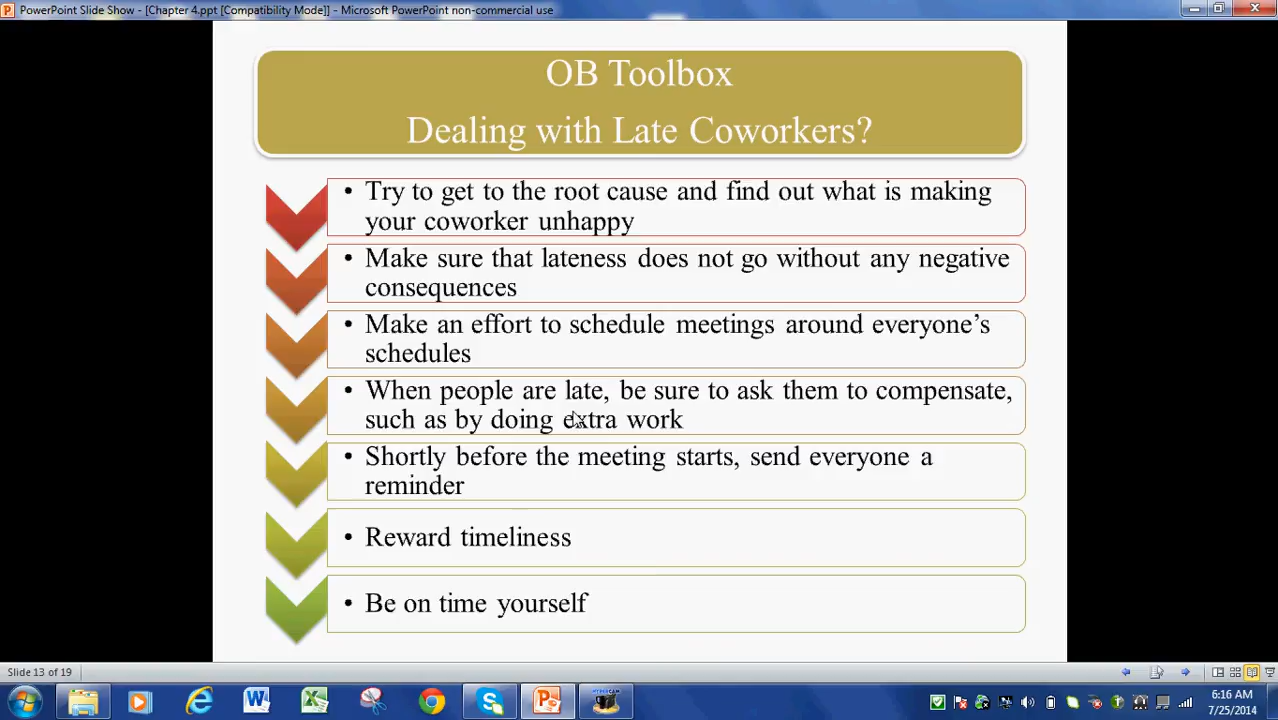 PowerPoint Slide Show - [Chapter 4.ppt [Compatibility Mode]] - Microsoft PowerPoint non-commercial use
OB Toolbox
Dealing with Late Coworkers?
• Try to get to the root cause and find out what is making
your coworker unhappy
• Make sure that lateness does not go without any negative
consequences
• Make an effort to schedule meetings around everyone’s
schedules
• When people are late, be sure to ask them to compensate,
such as by doing extra work
• Shortly before the meeting starts, send everyone a
reminder
• Reward timeliness
• Be on time yourself
Slide 13 of 19
6:16 AM
7/25/2014